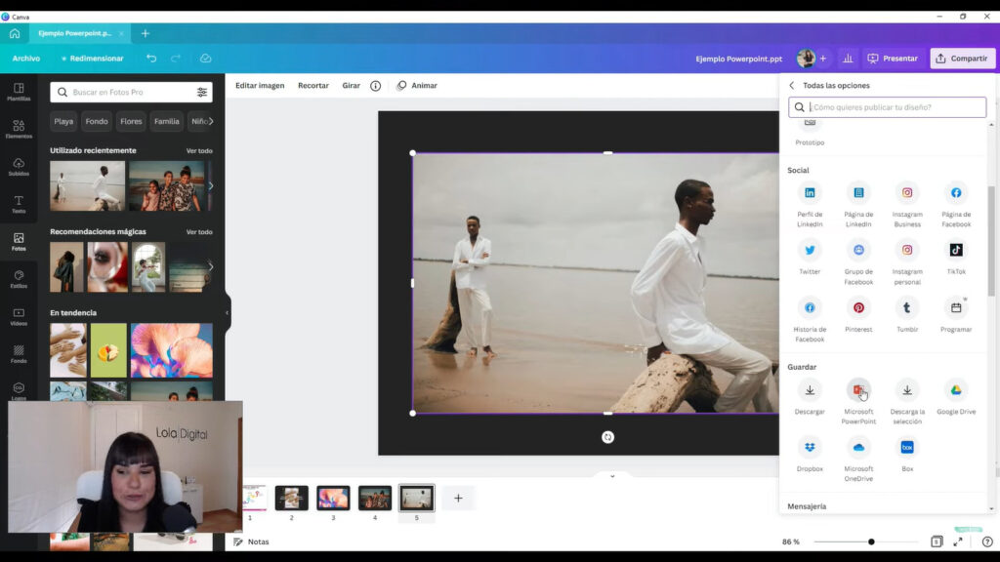 Canva
Ejemplo Powerpoint.p...
Archivo
Redimensionar
Ejemplo Powerpoint.ppt
Presentar
Compartir
Plantillas
Elementos
Subidos
Texto
Fotos
Estilos
Vídeos
Fondo
Logos
Buscar en Fotos Pro
Playa
Fondo
Flores
Familia
Niño
Utilizado recientemente
Ver todo
Recomendaciones mágicas
Ver todo
En tendencia
Editar imagen
Recortar
Girar
Animar
Todas las opciones
¿Cómo quieres publicar tu diseño?
Prototipo
Social
Perfil de
LinkedIn
Página de
LinkedIn
Instagram
Business
Página de
Facebook
Twitter
Grupo de
Facebook
Instagram
personal
TikTok
Historia de
Facebook
Pinterest
Tumblr
Programar
Guardar
Descargar
Microsoft
PowerPoint
Descarga la
selección
Google Drive
Dropbox
Microsoft
OneDrive
box
Box
Mensajería
Lola Digital
1
2
3
4
5
Notas
86 %